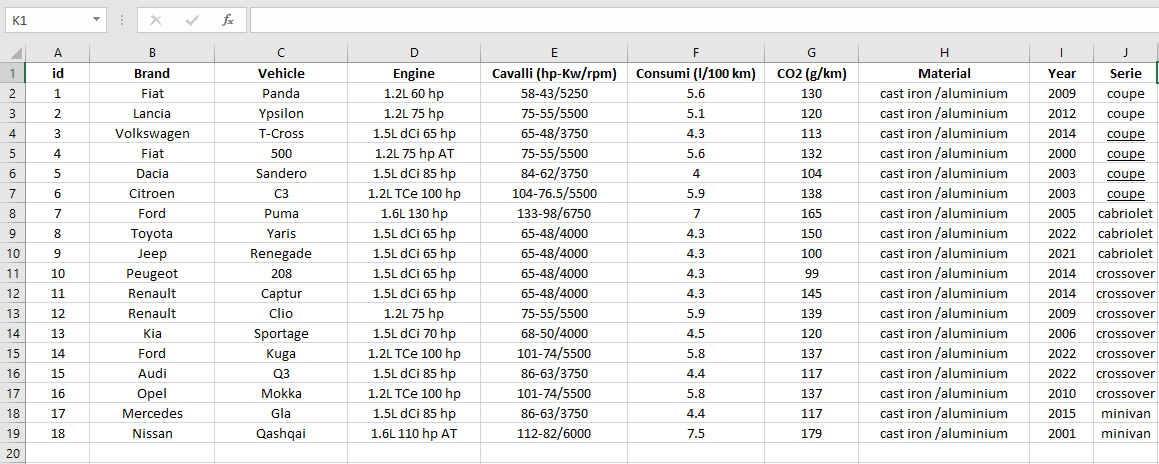 K1 fx
A B C D E F G H I J
1 id Brand Vehicle Engine Cavalli (hp-Kw/rpm) Consumi (l/100 km) CO2 (g/km) Material Year Serie
2 1 Fiat Panda 1.2L 60 hp 58-43/5250 5.6 130 cast iron /aluminium 2009 coupe
3 2 Lancia Ypsilon 1.2L 75 hp 75-55/5500 5.1 120 cast iron /aluminium 2012 coupe
4 3 Volkswagen T-Cross 1.5L dCi 65 hp 65-48/3750 4.3 113 cast iron /aluminium 2014 coupe
5 4 Fiat 500 1.2L 75 hp AT 75-55/5500 5.6 132 cast iron /aluminium 2000 coupe
6 5 Dacia Sandero 1.5L dCi 85 hp 84-62/3750 4 104 cast iron /aluminium 2003 coupe
7 6 Citroen C3 1.2L TCe 100 hp 104-76.5/5500 5.9 138 cast iron /aluminium 2003 coupe
8 7 Ford Puma 1.6L 130 hp 133-98/6750 7 165 cast iron /aluminium 2005 cabriolet
9 8 Toyota Yaris 1.5L dCi 65 hp 65-48/4000 4.3 150 cast iron /aluminium 2022 cabriolet
10 9 Jeep Renegade 1.5L dCi 65 hp 65-48/4000 4.3 100 cast iron /aluminium 2021 cabriolet
11 10 Peugeot 208 1.5L dCi 65 hp 65-48/4000 4.3 99 cast iron /aluminium 2014 crossover
12 11 Renault Captur 1.5L dCi 65 hp 65-48/4000 4.3 145 cast iron /aluminium 2014 crossover
13 12 Renault Clio 1.2L 75 hp 75-55/5500 5.9 139 cast iron /aluminium 2009 crossover
14 13 Kia Sportage 1.5L dCi 70 hp 68-50/4000 4.5 120 cast iron /aluminium 2006 crossover
15 14 Ford Kuga 1.2L TCe 100 hp 101-74/5500 5.8 137 cast iron /aluminium 2022 crossover
16 15 Audi Q3 1.5L dCi 85 hp 86-63/3750 4.4 117 cast iron /aluminium 2022 crossover
17 16 Opel Mokka 1.2L TCe 100 hp 101-74/5500 5.8 137 cast iron /aluminium 2010 crossover
18 17 Mercedes Gla 1.5L dCi 85 hp 86-63/3750 4.4 117 cast iron /aluminium 2015 minivan
19 18 Nissan Qashqai 1.6L 110 hp AT 112-82/6000 7.5 179 cast iron /aluminium 2001 minivan
20